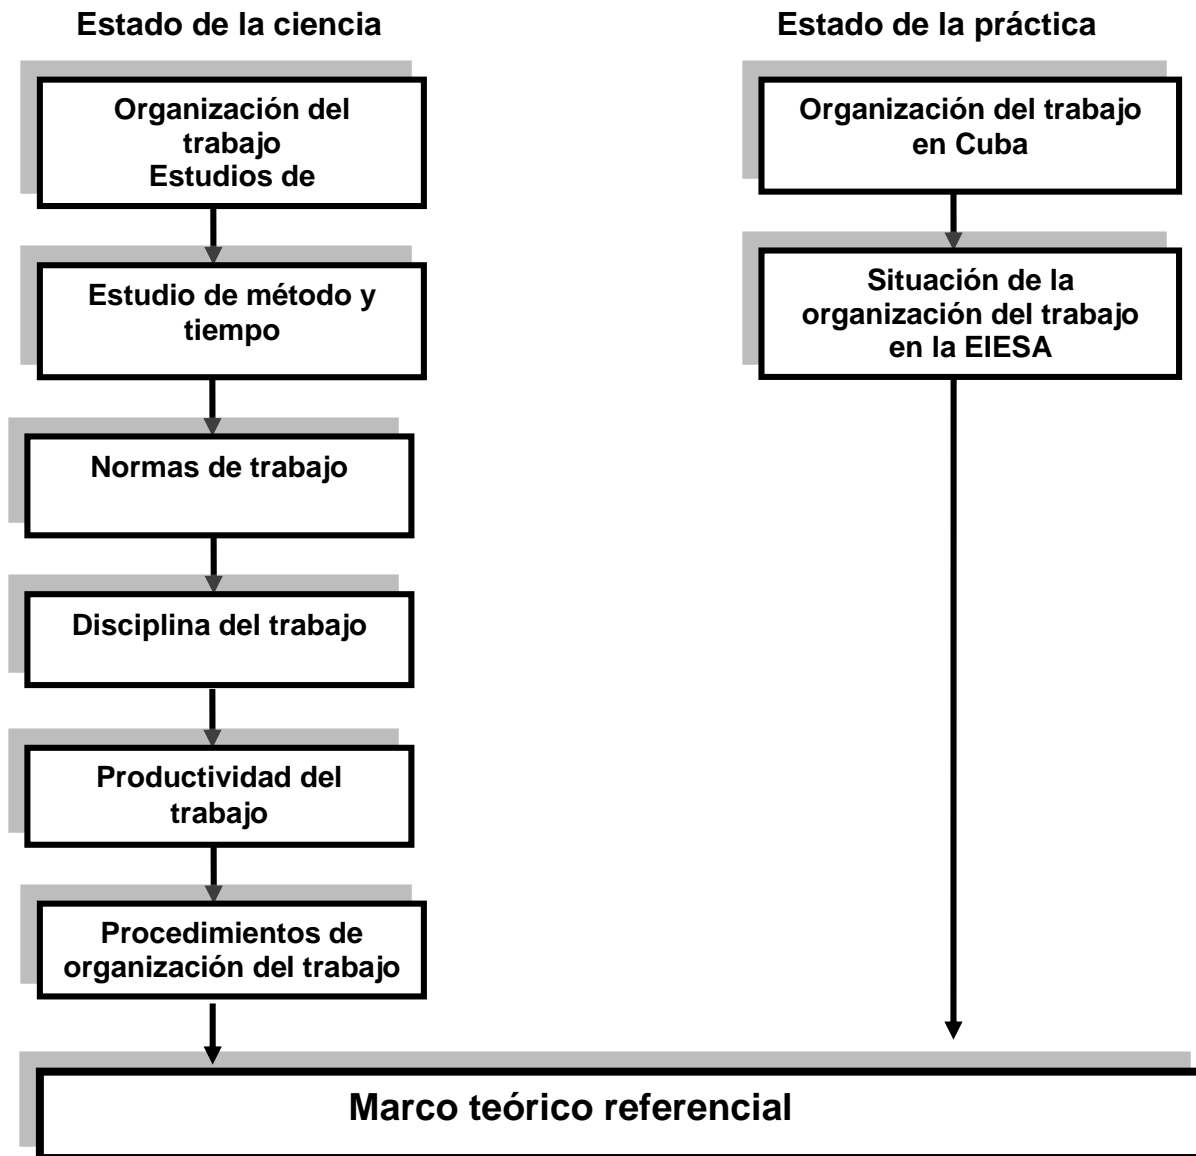 Estado de la ciencia
Organización del
trabajo
Estudios de
Estudio de método y
tiempo
Normas de trabajo
Disciplina del trabajo
Productividad del
trabajo
Procedimientos de
organización del trabajo
Estado de la práctica
Organización del trabajo
en Cuba
Situación de la
organización del trabajo
en la EIESA
Marco teórico referencial